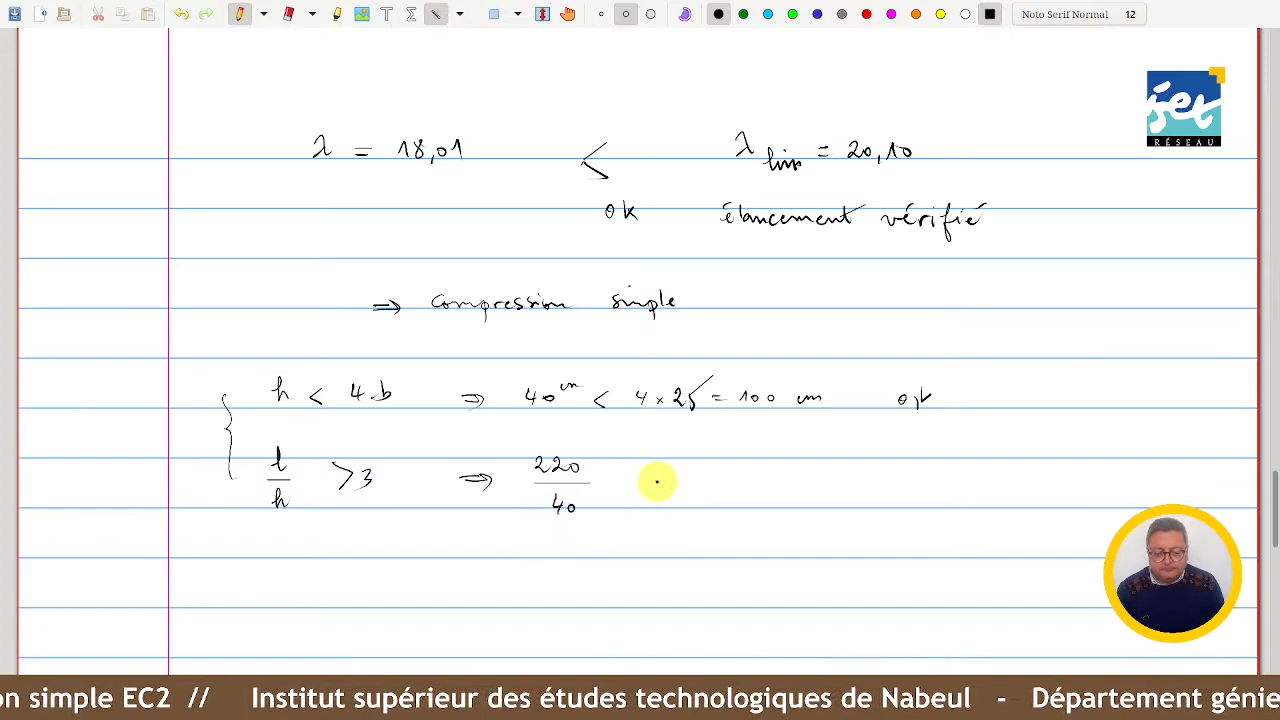 Noto Serif Normal 12
iset
RÉSEAU
λ = 18,01 < λ lim = 20,10
ok élancement vérifié
⇒ compression simple
h < 4.b ⇒ 40 cm < 4 × 25 = 100 cm ok
l/h > 3 ⇒ 220/40
on simple EC2 // Institut supérieur des études technologiques de Nabeul - Département génie